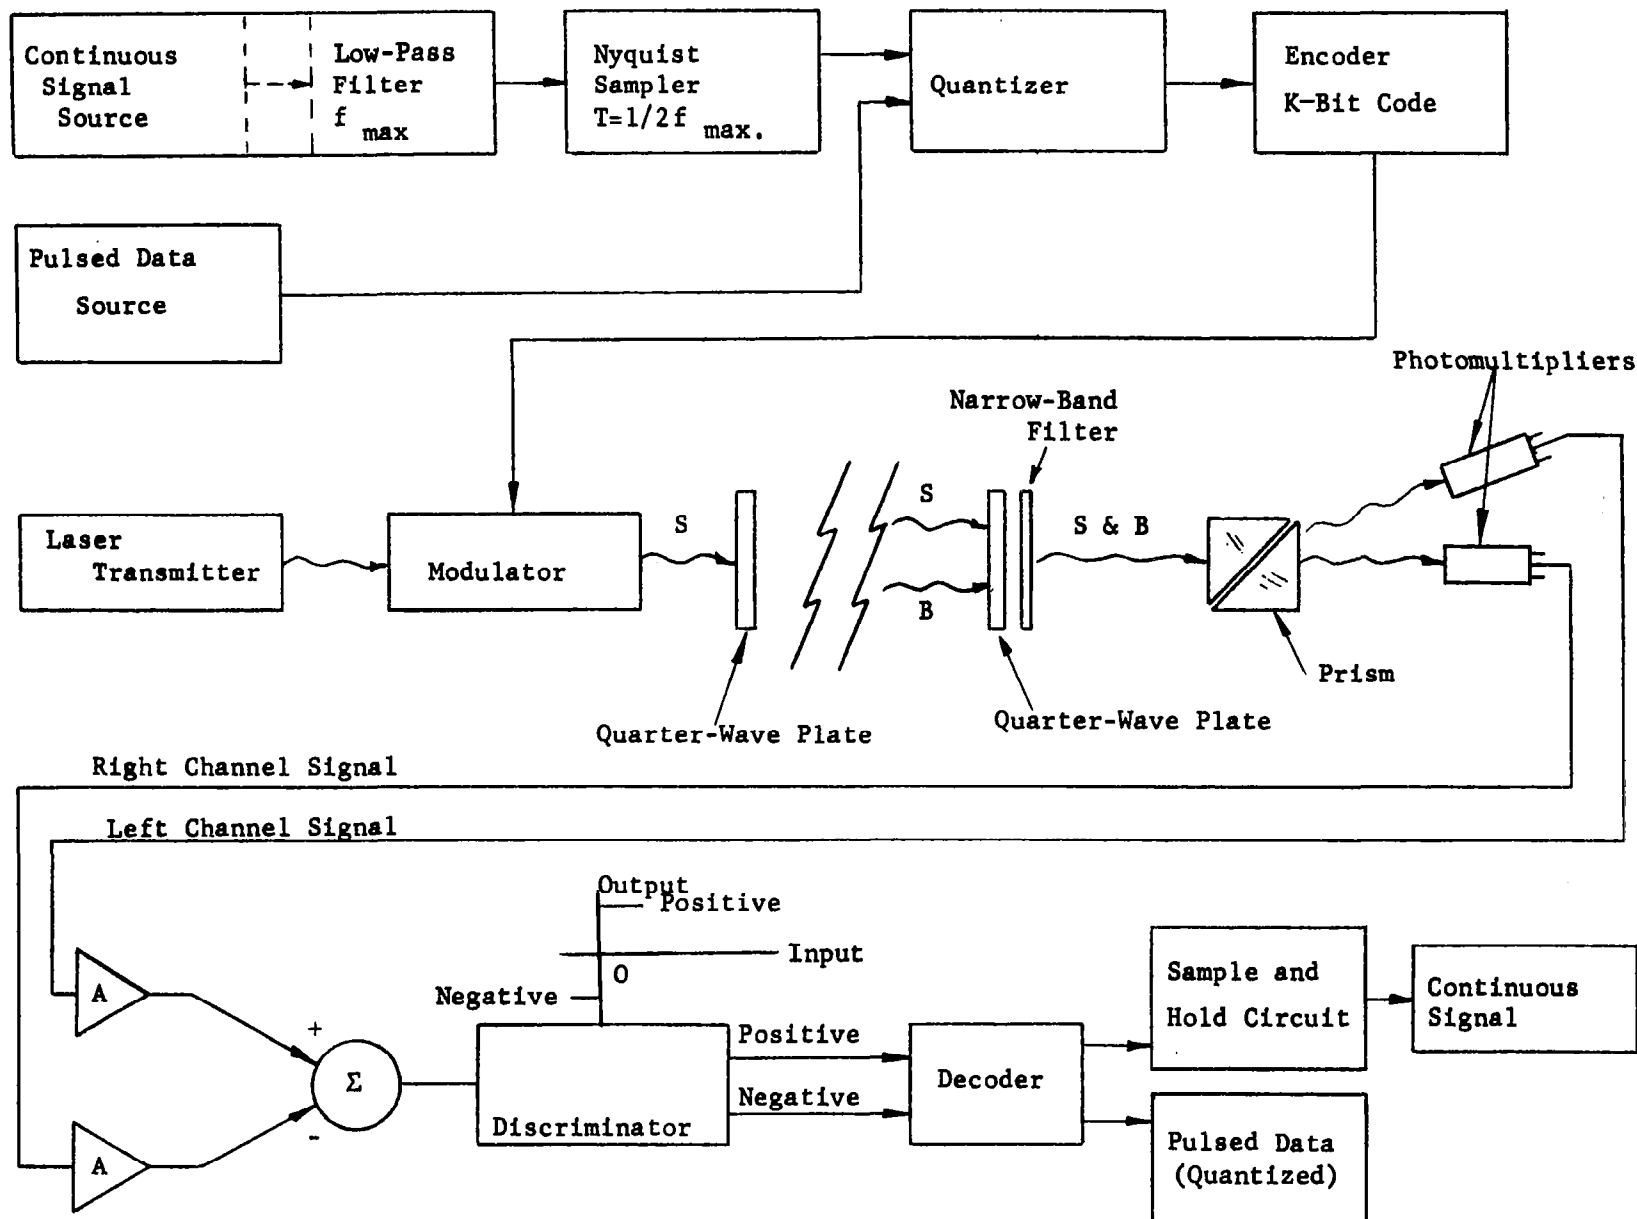 Continuous
Signal
Source
Low-Pass
Filter
f max
Nyquist
Sampler
T=1/2f max.
Quantizer
Encoder
K-Bit Code
Pulsed Data
Source
Photomultipliers
Narrow-Band
Filter
Laser
Transmitter
Modulator
S
S
B
S & B
Prism
Quarter-Wave Plate
Quarter-Wave Plate
Right Channel Signal
Left Channel Signal
Output
Positive
Input
0
Negative
A
+
Σ
-
A
Discriminator
Positive
Negative
Decoder
Sample and
Hold Circuit
Continuous
Signal
Pulsed Data
(Quantized)